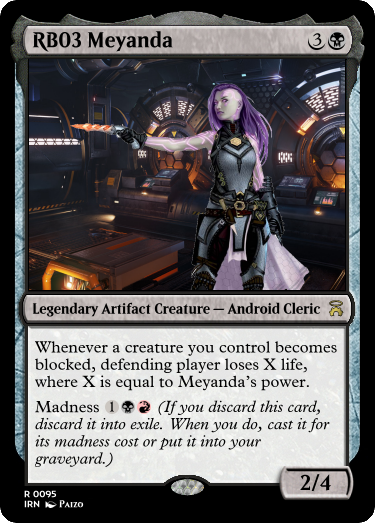 RB03 Meyanda 3
Legendary Artifact Creature — Android Cleric
Whenever a creature you control becomes
blocked, defending player loses X life,
where X is equal to Meyanda's power.
Madness 1 (If you discard this card,
discard it into exile. When you do, cast it for
its madness cost or put it into your
graveyard.)
2/4
R 0095
IRN Paizo